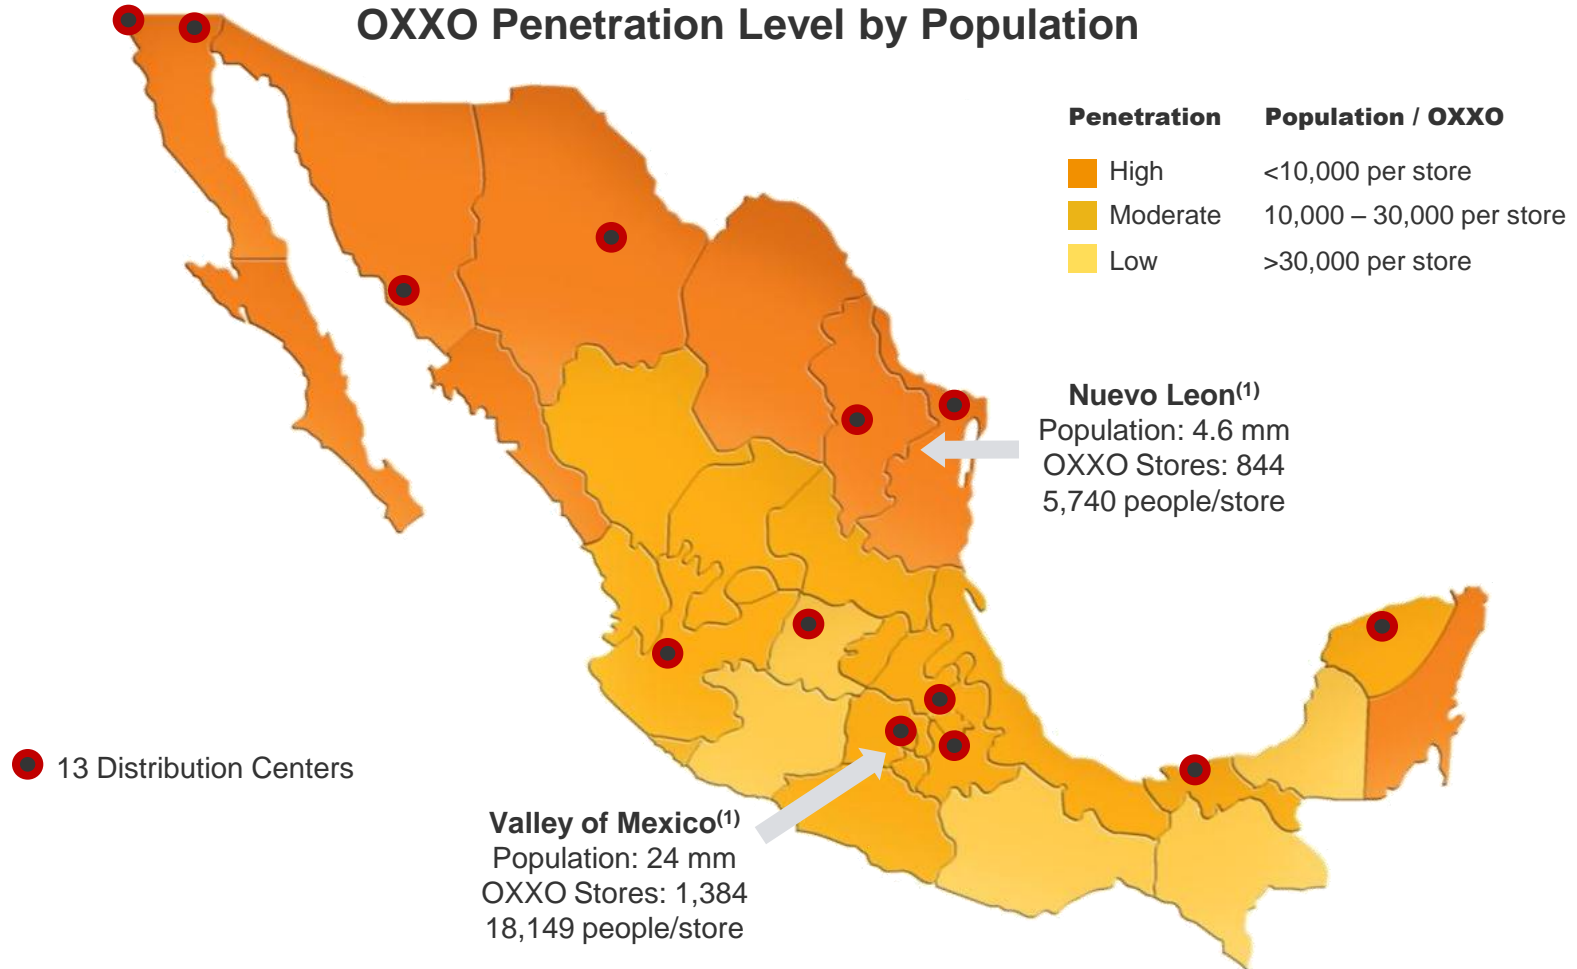 OXXO Penetration Level by Population
Penetration Population / OXXO
High <10,000 per store
Moderate 10,000 – 30,000 per store
Low >30,000 per store
Nuevo Leon(1)
Population: 4.6 mm
OXXO Stores: 844
5,740 people/store
13 Distribution Centers
Valley of Mexico(1)
Population: 24 mm
OXXO Stores: 1,384
18,149 people/store